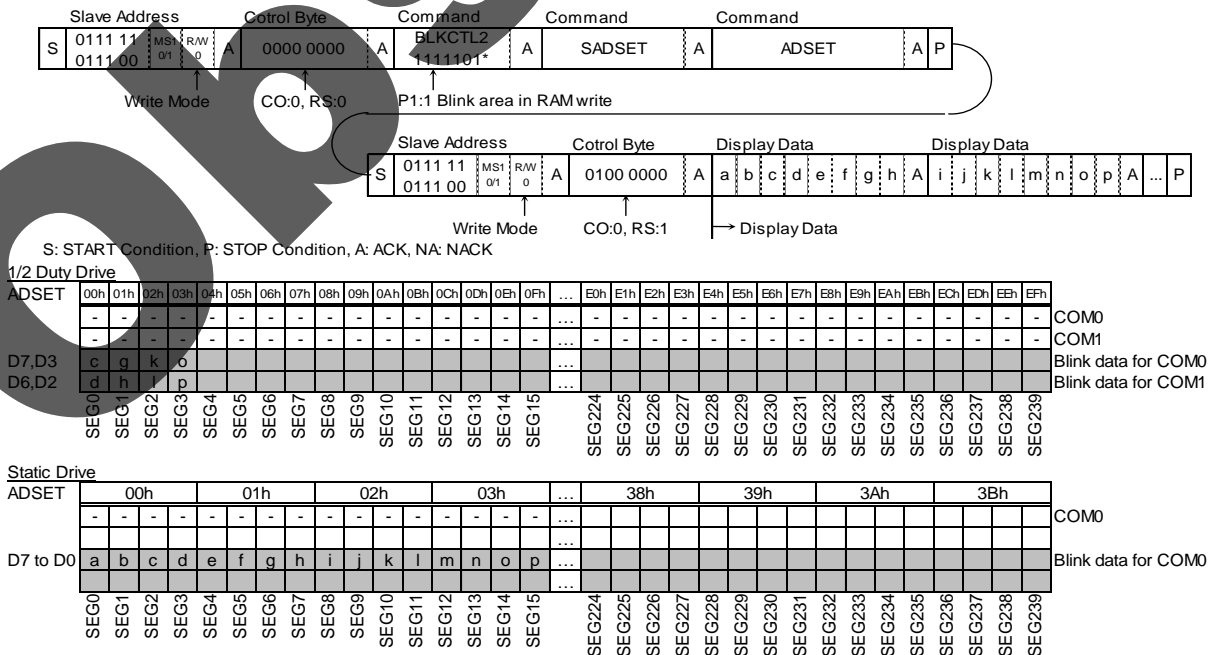 Slave Address Cotrol Byte Command Command Command
S 0111 11 0111 00 MS1 0/1 R/W 0 A 0000 0000 A BLKCTL2 1111101* A SADSET A ADSET A P
Write Mode CO:0, RS:0 P1:1 Blink area in RAM write
Slave Address Cotrol Byte Display Data Display Data
S 0111 11 0111 00 MS1 0/1 R/W 0 A 0100 0000 A a b c d e f g h A i j k l m n o p A ... P
Write Mode CO:0, RS:1 Display Data
S: START Condition, P: STOP Condition, A: ACK, NA: NACK
1/2 Duty Drive
ADSET 00h 01h 02h 03h 04h 05h 06h 07h 08h 09h 0Ah 0Bh 0Ch 0Dh 0Eh 0Fh ... E0h E1h E2h E3h E4h E5h E6h E7h E8h E9h EAh EBh ECh EDh EEh EFh
- - - - - - - - - - - - - - - - ... - - - - - - - - - - - - - - - - COM0
- - - - - - - - - - - - - - - - ... - - - - - - - - - - - - - - - - COM1
D7,D3 c g k o ... Blink data for COM0
D6,D2 d h l p ... Blink data for COM1
SEG0 SEG1 SEG2 SEG3 SEG4 SEG5 SEG6 SEG7 SEG8 SEG9 SEG10 SEG11 SEG12 SEG13 SEG14 SEG15 SEG224 SEG225 SEG226 SEG227 SEG228 SEG229 SEG230 SEG231 SEG232 SEG233 SEG234 SEG235 SEG236 SEG237 SEG238 SEG239
Static Drive
ADSET 00h 01h 02h 03h ... 38h 39h 3Ah 3Bh
- - - - - - - - - - - - - - - - ... COM0
...
D7 to D0 a b c d e f g h i j k l m n o p ... Blink data for COM0
...
SEG0 SEG1 SEG2 SEG3 SEG4 SEG5 SEG6 SEG7 SEG8 SEG9 SEG10 SEG11 SEG12 SEG13 SEG14 SEG15 SEG224 SEG225 SEG226 SEG227 SEG228 SEG229 SEG230 SEG231 SEG232 SEG233 SEG234 SEG235 SEG236 SEG237 SEG238 SEG239